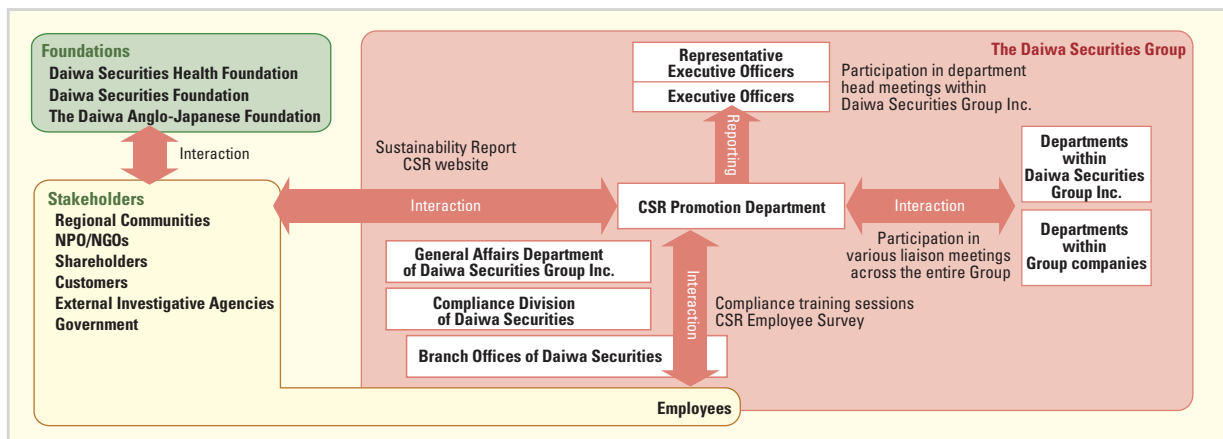 Foundations
Daiwa Securities Health Foundation
Daiwa Securities Foundation
The Daiwa Anglo-Japanese Foundation
Interaction
Stakeholders
Regional Communities
NPO/NGOs
Shareholders
Customers
External Investigative Agencies
Government
Employees
The Daiwa Securities Group
Representative
Executive Officers
Executive Officers
Participation in department
head meetings within
Daiwa Securities Group Inc.
Reporting
Sustainability Report
CSR website
Interaction
CSR Promotion Department
Interaction
Participation in
various liaison meetings
across the entire Group
Departments
within
Daiwa Securities
Group Inc.
Departments
within
Group companies
General Affairs Department
of Daiwa Securities Group Inc.
Compliance Division
of Daiwa Securities
Branch Offices of Daiwa Securities
Interaction
Compliance training sessions
CSR Employee Survey